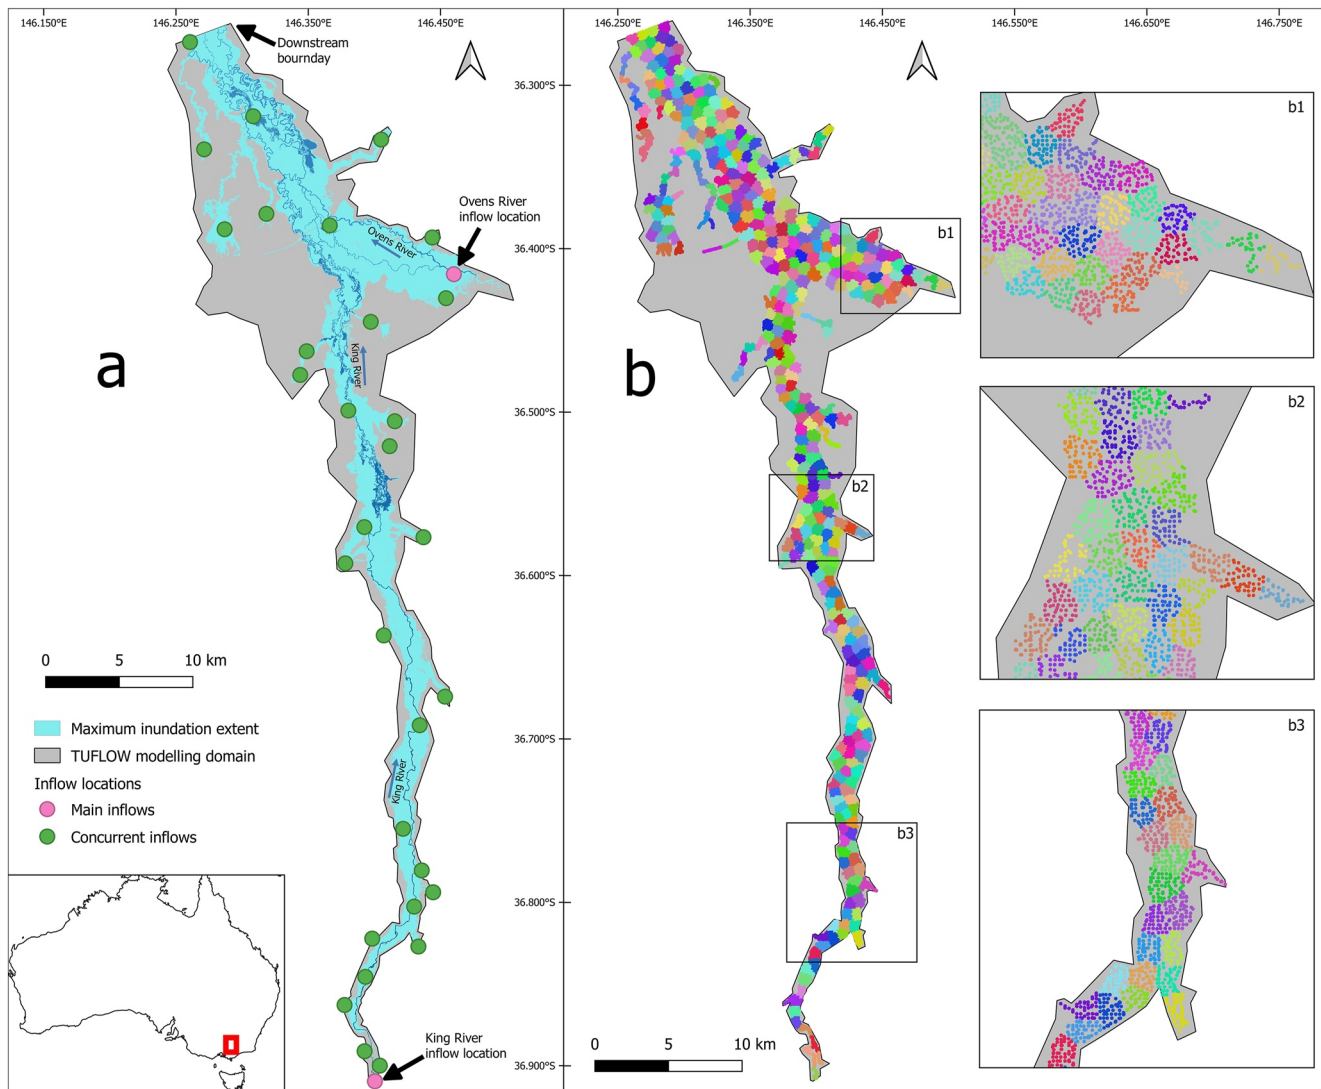 146.150°E 146.250°E 146.350°E 146.450°E 146.250°E 146.350°E 146.450°E 146.550°E 146.650°E 146.750°E
Downstream
bournday
36.300°S
b1
Ovens River
inflow location
36.400°S
b1
Ovens River
King River
a
b
b2
36.500°S
b2
36.600°S
0 5 10 km
Maximum inundation extent
TUFLOW modelling domain
Inflow locations
Main inflows
Concurrent inflows
36.700°S
King River
b3
b3
36.800°S
King River
inflow location
36.900°S
0 5 10 km